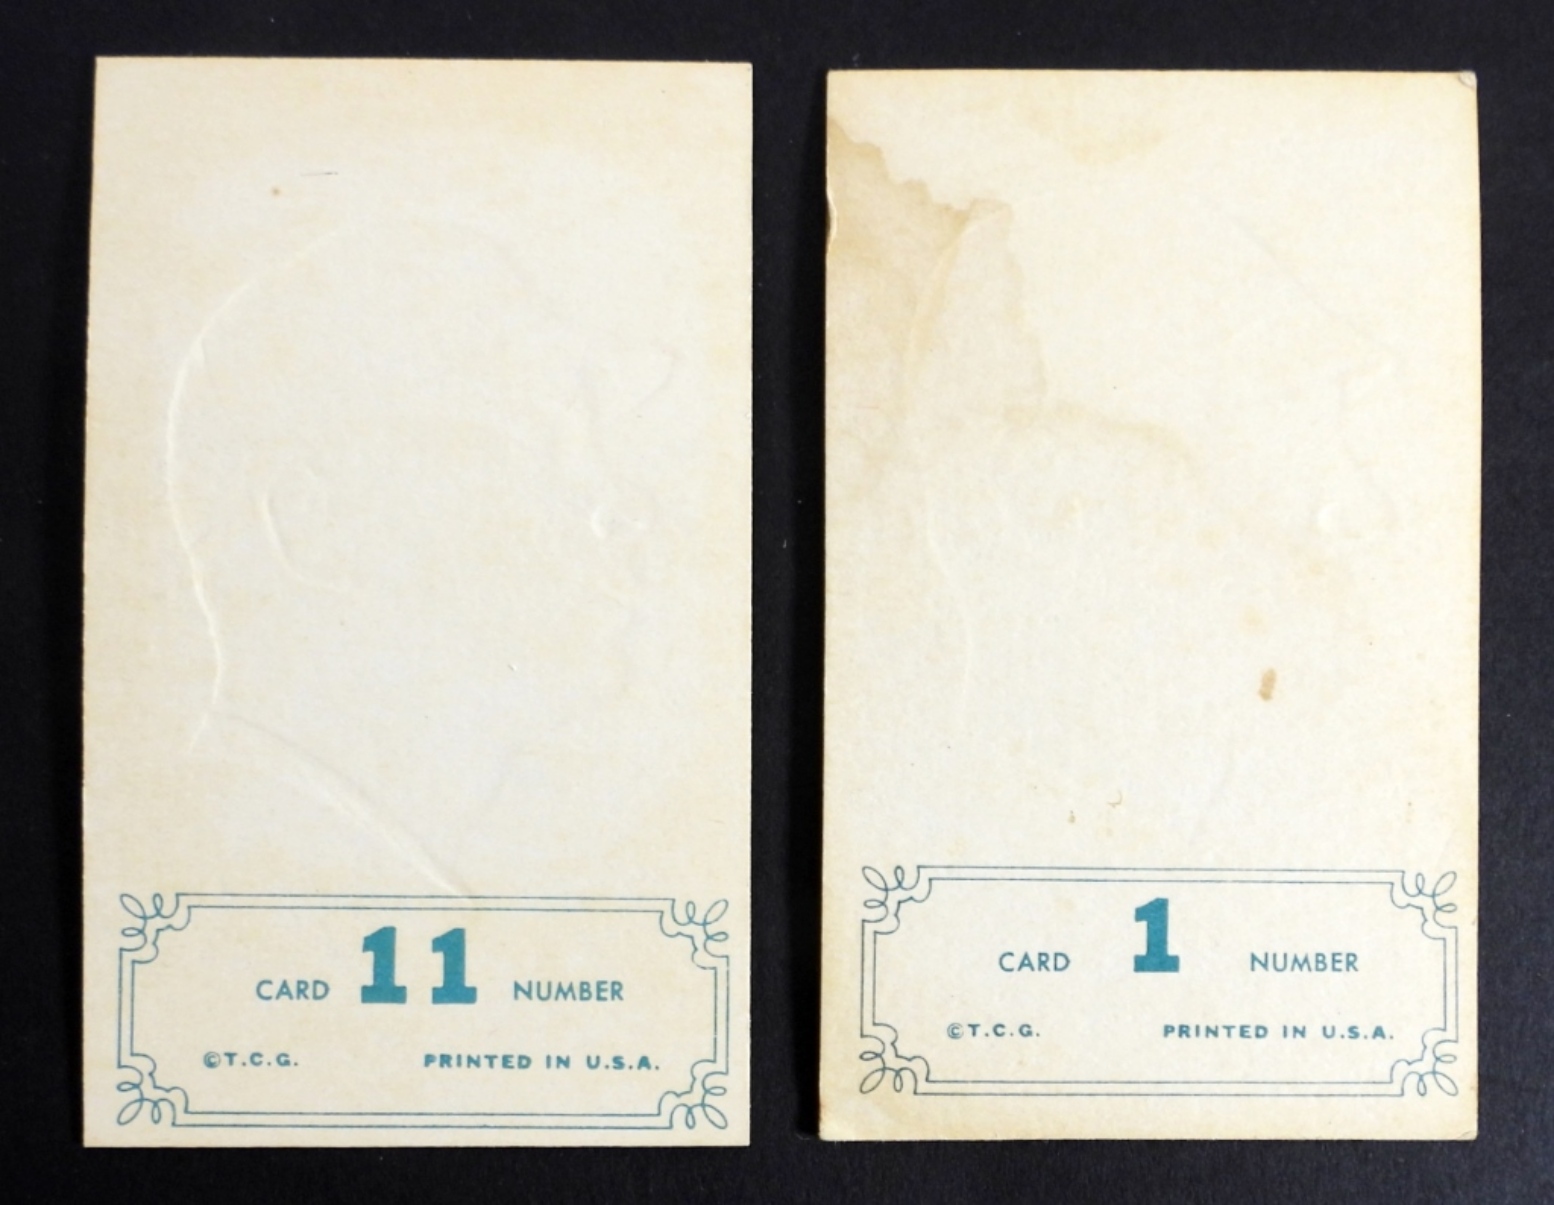 CARD 11 NUMBER
©T.C.G. PRINTED IN U.S.A.
CARD 1 NUMBER
©T.C.G. PRINTED IN U.S.A.